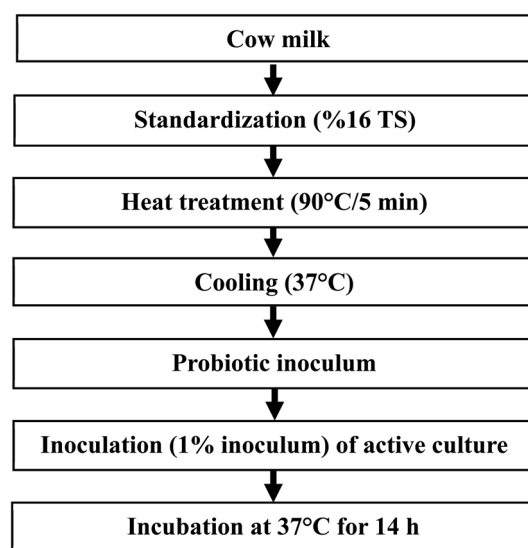 Cow milk
Standardization (%16 TS)
Heat treatment (90°C/5 min)
Cooling (37°C)
Probiotic inoculum
Inoculation (1% inoculum) of active culture
Incubation at 37°C for 14 h